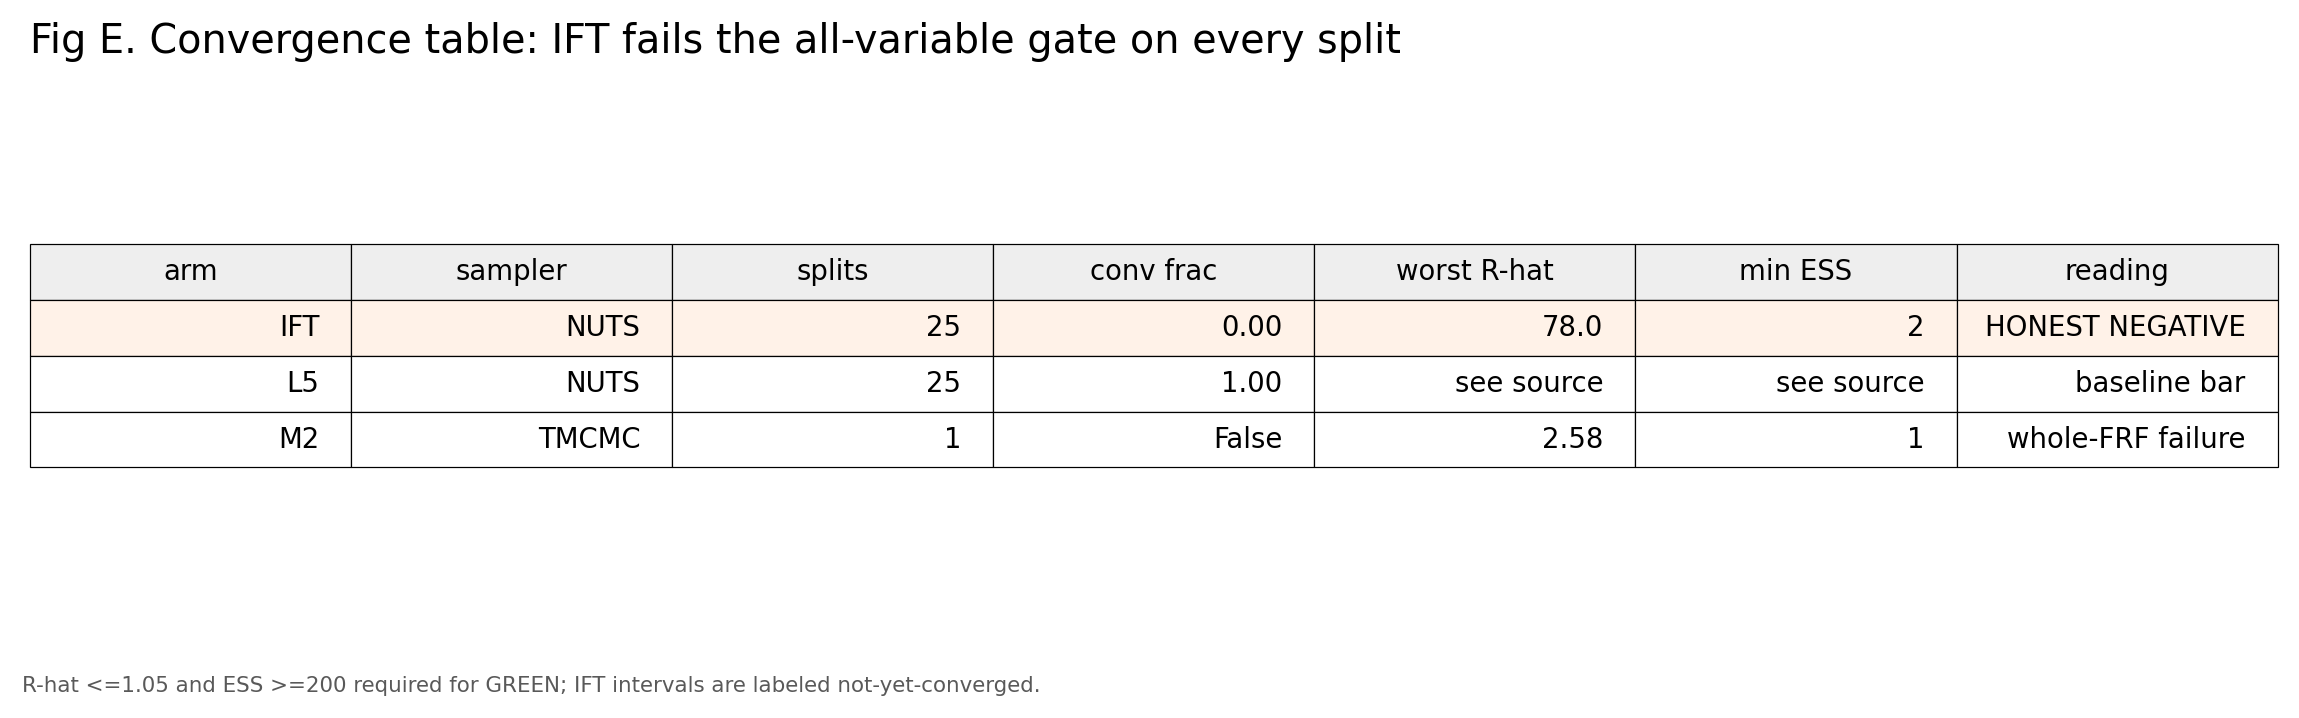 Fig E. Convergence table: IFT fails the all-variable gate on every split
arm sampler splits conv frac worst R-hat min ESS reading
IFT NUTS 25 0.00 78.0 2 HONEST NEGATIVE
L5 NUTS 25 1.00 see source see source baseline bar
M2 TMCMC 1 False 2.58 1 whole-FRF failure
R-hat <=1.05 and ESS >=200 required for GREEN; IFT intervals are labeled not-yet-converged.